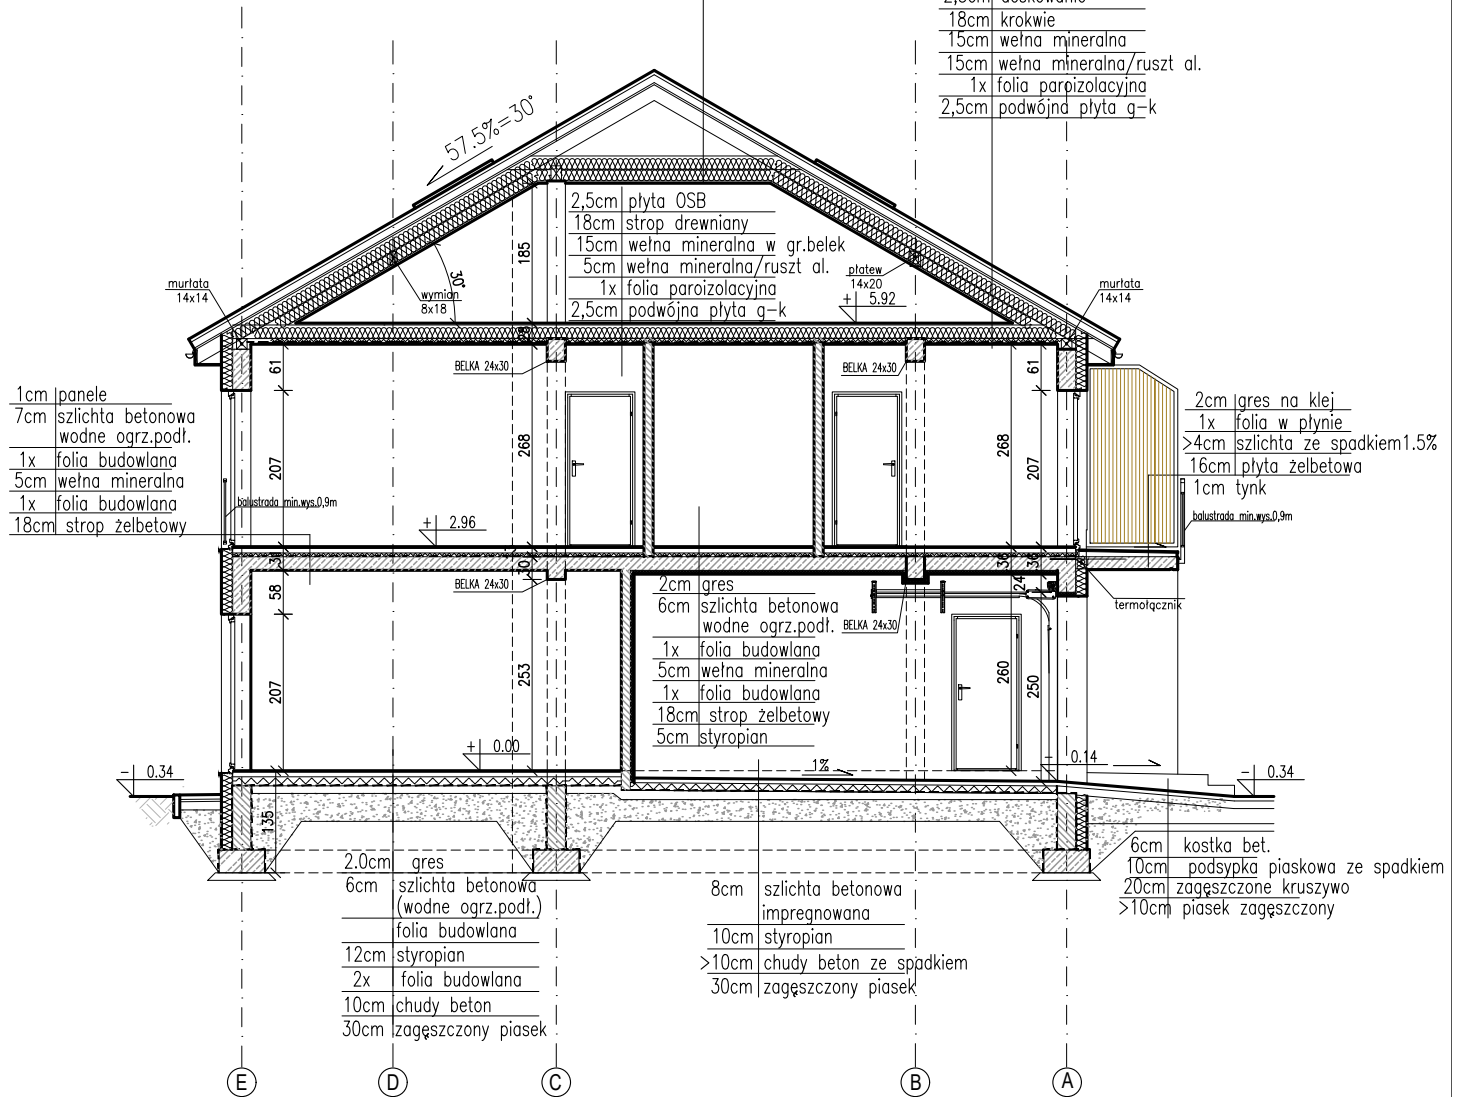 18cm krokwie
15cm wełna mineralna
15cm wełna mineralna/ruszt al.
1x folia paroizolacyjna
2,5cm podwójna płyta g-k
57.5%=30°
2,5cm płyta OSB
18cm strop drewniany
15cm wełna mineralna w gr.belek
5cm wełna mineralna/ruszt al.
1x folia paroizolacyjna
2,5cm podwójna płyta g-k
185
30°
murłata
14x14
wymian
8x18
płatew
14x20
+ 5.92
murłata
14x14
28
61
BELKA 24x30
BELKA 24x30
61
1cm panele
7cm szlichta betonowa
wodne ogrz.podł.
1x folia budowlana
5cm wełna mineralna
1x folia budowlana
18cm strop żelbetowy
207
268
268
207
balustrada min.wys.0,9m
+ 2.96
2cm gres na klej
1x folia w płynie
>4cm szlichta ze spadkiem1.5%
16cm płyta żelbetowa
1cm tynk
balustrada min.wys.0,9m
30
36
36
58
BELKA 24x30
24
termołącznik
2cm gres
6cm szlichta betonowa
wodne ogrz.podł.
1x folia budowlana
5cm wełna mineralna
1x folia budowlana
18cm strop żelbetowy
5cm styropian
BELKA 24x30
207
253
260
250
+ 0.00
- 0.34
1%
- 0.14
- 0.34
135
2.0cm gres
6cm szlichta betonowa
(wodne ogrz.podł.)
folia budowlana
12cm styropian
2x folia budowlana
10cm chudy beton
30cm zagęszczony piasek
8cm szlichta betonowa
impregnowana
10cm styropian
>10cm chudy beton ze spadkiem
30cm zagęszczony piasek
6cm kostka bet.
10cm podsypka piaskowa ze spadkiem
20cm zagęszczone kruszywo
>10cm piasek zagęszczony
E D C B A